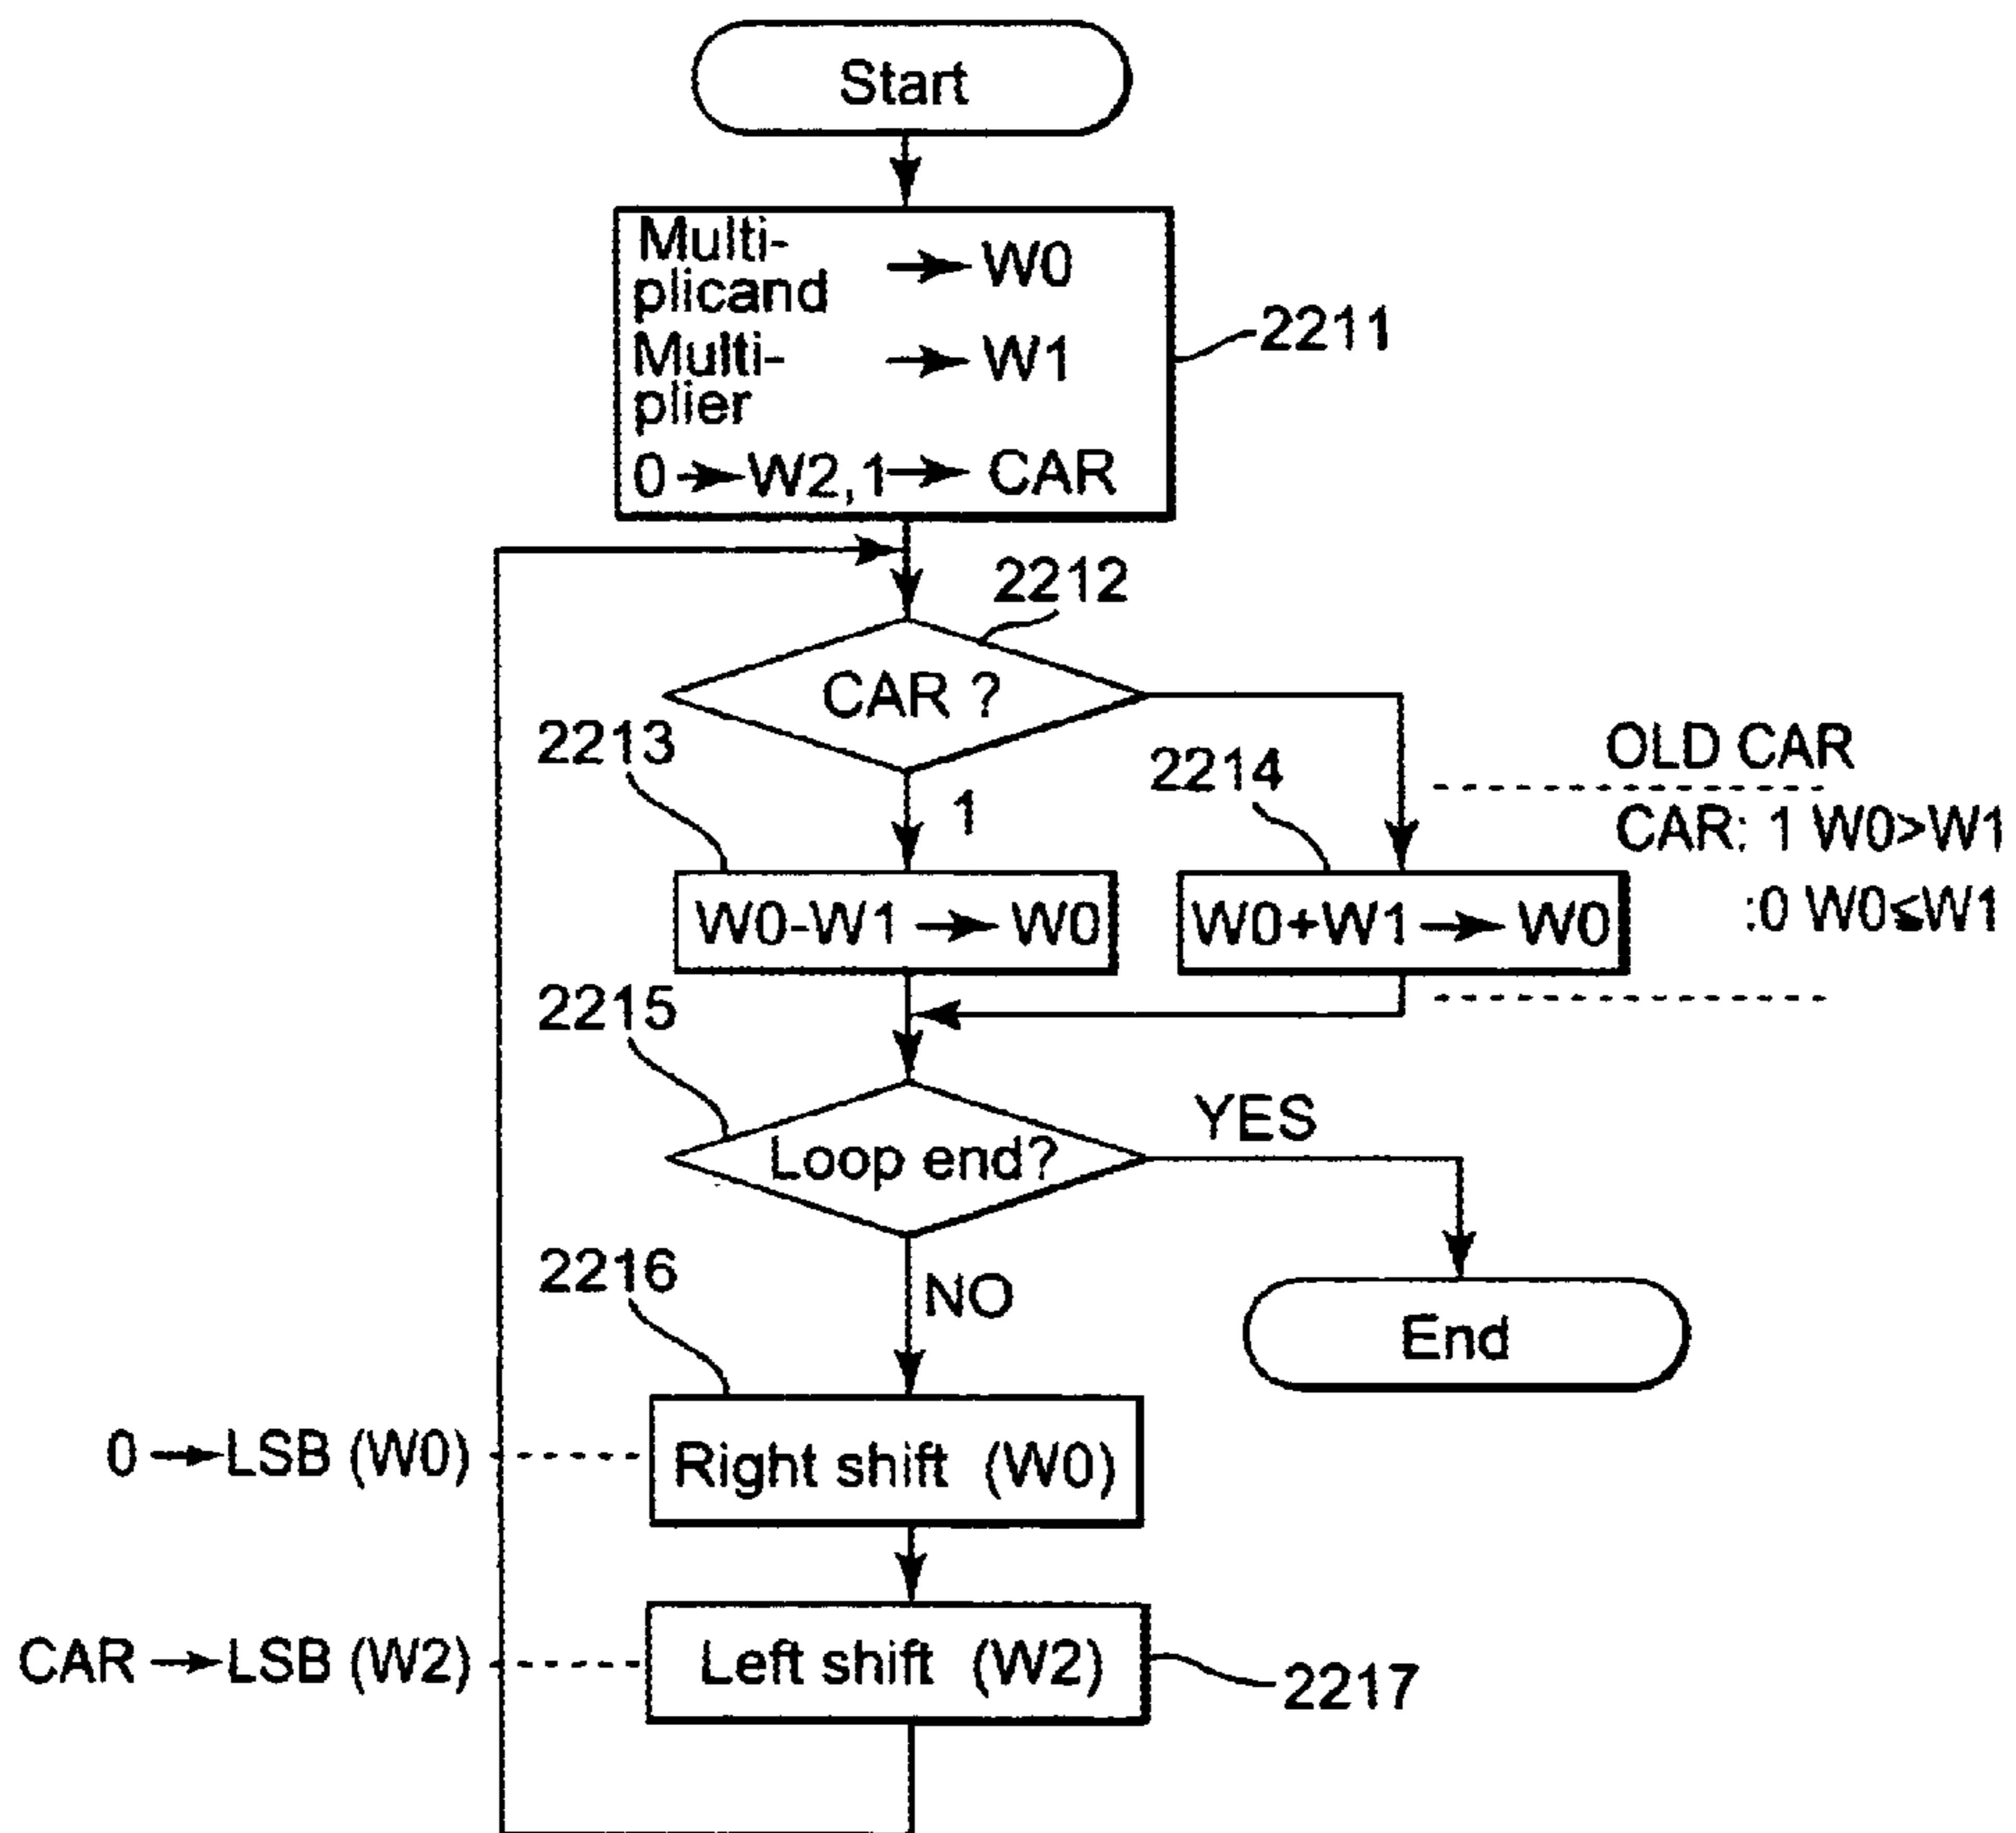 Start
Multi-
plicand → W0
Multi-
plier → W1
0 → W2,1 → CAR
2211
2212
CAR ?
2213
1
2214
OLD CAR
CAR: 1 W0>W1
:0 W0≦W1
W0-W1 → W0
W0+W1 → W0
2215
Loop end?
YES
NO
End
2216
0 → LSB (W0)
Right shift (W0)
CAR → LSB (W2)
Left shift (W2)
2217